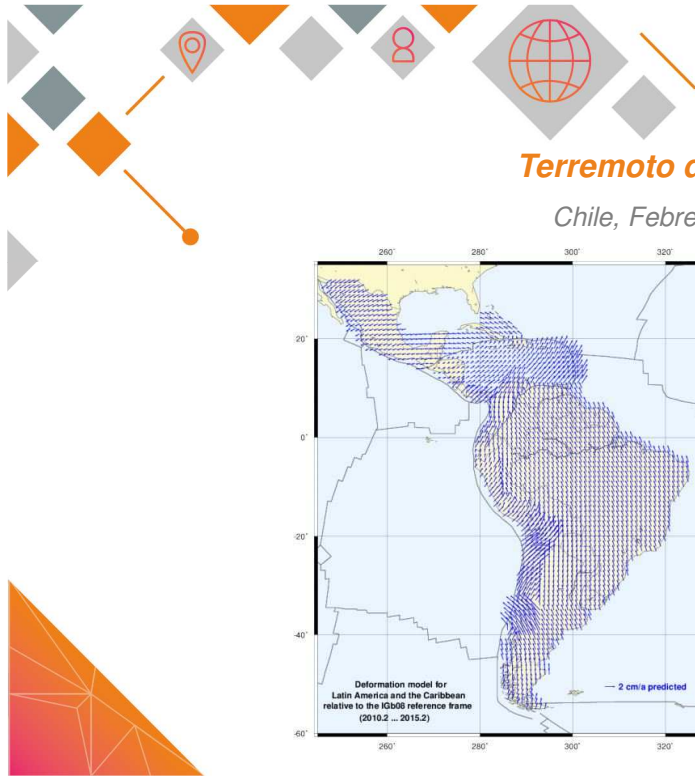 Terremoto d
Chile, Febre
260° 280° 300° 320°
20°
0°
-20°
-40°
-60°
Deformation model for
Latin America and the Caribbean
relative to the IGb08 reference frame
(2010.2 ... 2015.2)
2 cm/a predicted
260° 280° 300° 320°